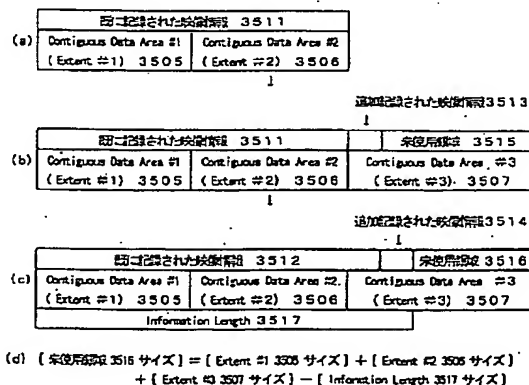 既に記録された映像情報 3511
(a) Contiguous Data Area #1 Contiguous Data Area #2
(Extent #1) 3505 (Extent #2) 3506
追加記録された映像情報3513
既に記録された映像情報 3511 未使用領域 3515
(b) Contiguous Data Area #1 Contiguous Data Area #2 Contiguous Data Area #3
(Extent #1) 3505 (Extent #2) 3506 (Extent #3) 3507
追加記録された映像情報3514
既に記録された映像情報 3512 未使用領域 3516
(c) Contiguous Data Area #1 Contiguous Data Area #2 Contiguous Data Area #3
(Extent #1) 3505 (Extent #2) 3506 (Extent #3) 3507
Information Length 3517
(d) [未使用領域 3516 サイズ] = [Extent #1 3505 サイズ] + [Extent #2 3506 サイズ]
+ [Extent #3 3507 サイズ] − [Information Length 3517 サイズ]